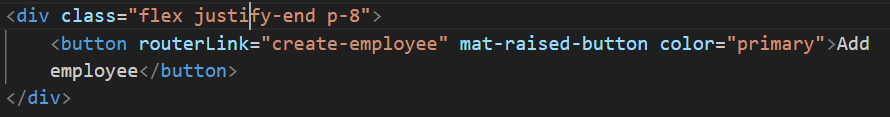 <div class="flex justify-end p-8">
<button routerLink="create-employee" mat-raised-button color="primary">Add
employee</button>
</div>